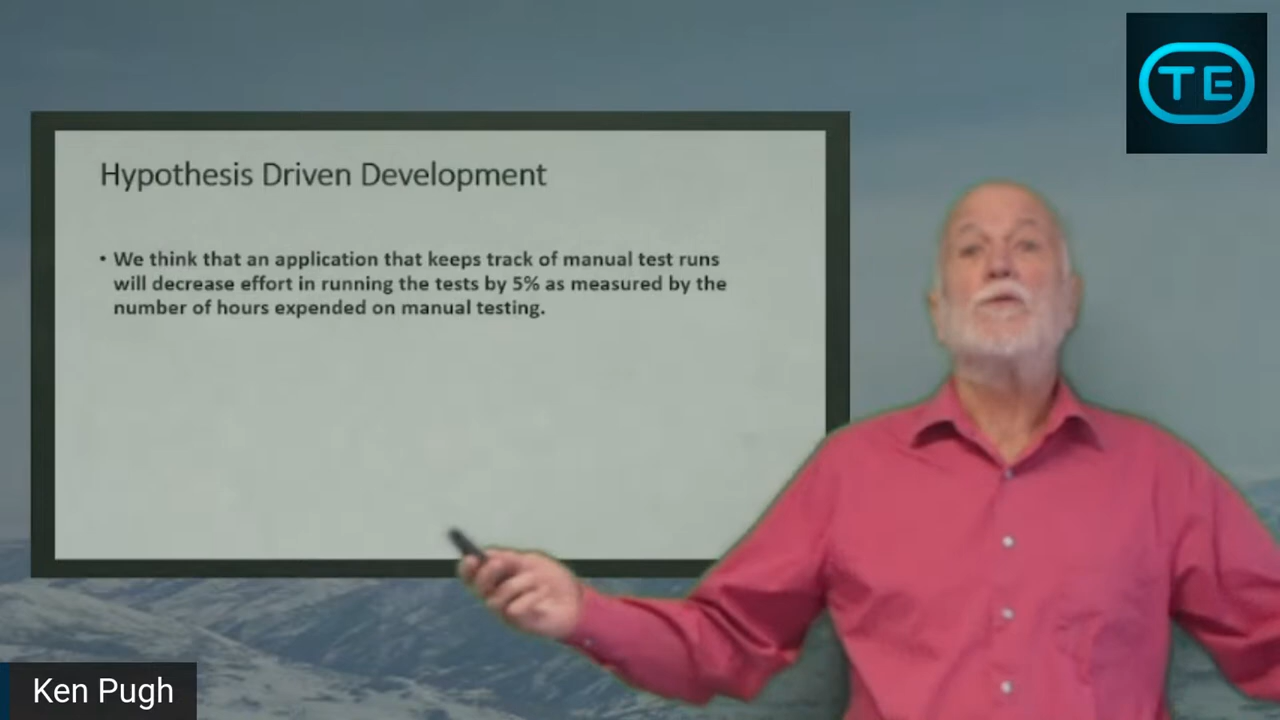 TE
Hypothesis Driven Development
• We think that an application that keeps track of manual test runs
will decrease effort in running the tests by 5% as measured by the
number of hours expended on manual testing.
Ken Pugh